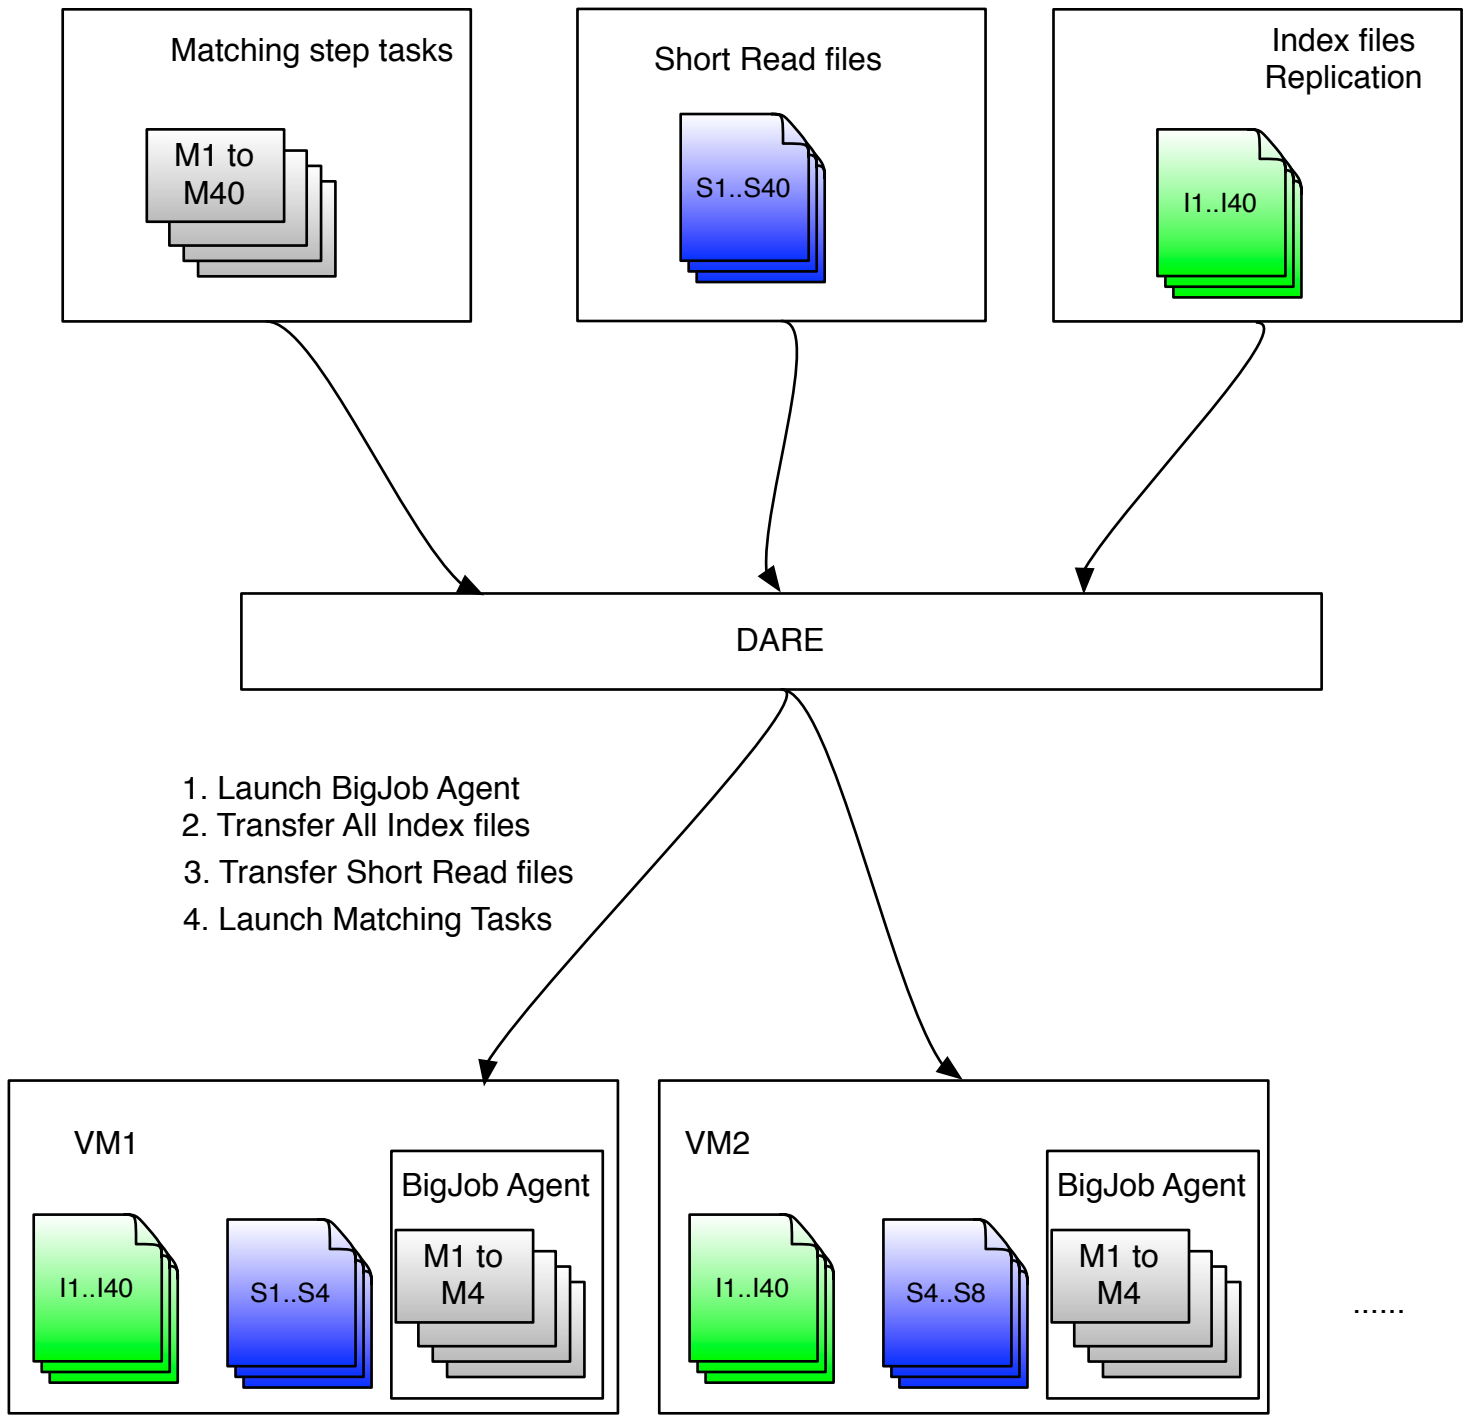 Matching step tasks
M1 to
M40
Short Read files
S1..S40
Index files
Replication
I1..I40
DARE
1. Launch BigJob Agent
2. Transfer All Index files
3. Transfer Short Read files
4. Launch Matching Tasks
VM1
I1..I40
S1..S4
BigJob Agent
M1 to
M4
VM2
I1..I40
S4..S8
BigJob Agent
M1 to
M4
......